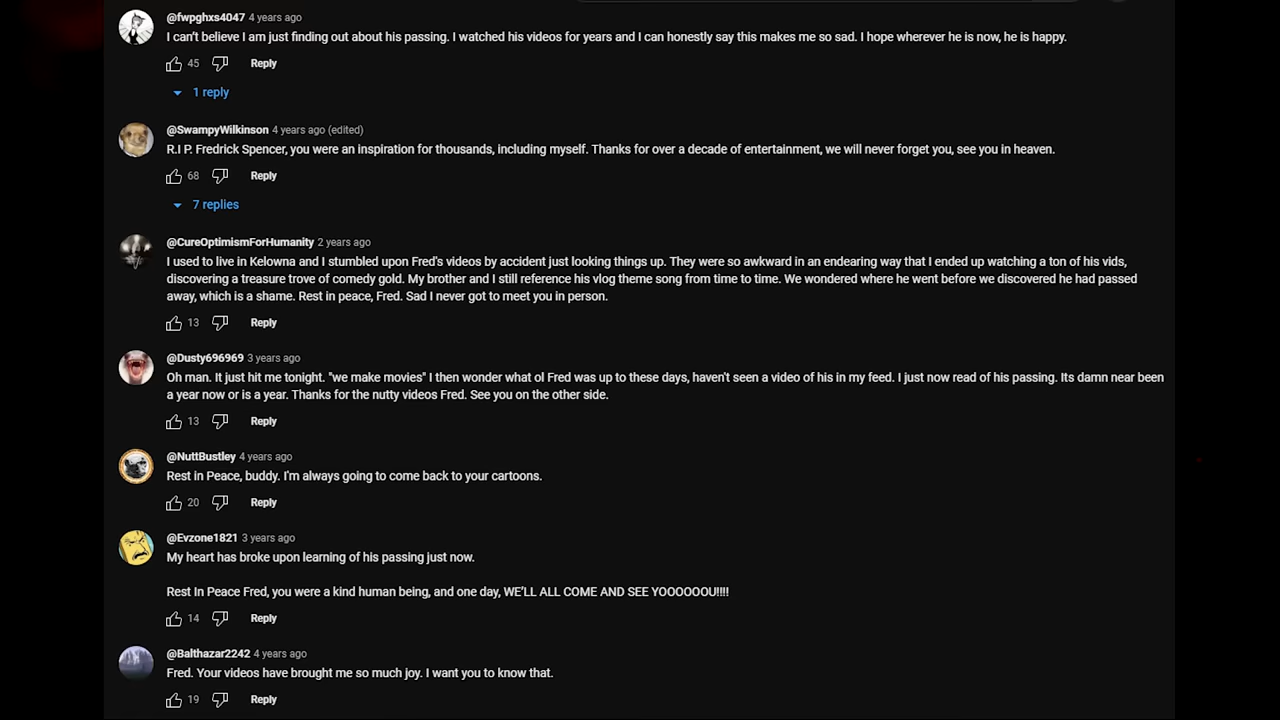 @fwpghxs4047 4 years ago
I can't believe I am just finding out about his passing. I watched his videos for years and I can honestly say this makes me so sad. I hope wherever he is now, he is happy.
45 Reply
1 reply
@SwampyWilkinson 4 years ago (edited)
R.I P. Fredrick Spencer, you were an inspiration for thousands, including myself. Thanks for over a decade of entertainment, we will never forget you, see you in heaven.
68 Reply
7 replies
@CureOptimismForHumanity 2 years ago
I used to live in Kelowna and I stumbled upon Fred's videos by accident just looking things up. They were so awkward in an endearing way that I ended up watching a ton of his vids,
discovering a treasure trove of comedy gold. My brother and I still reference his vlog theme song from time to time. We wondered where he went before we discovered he had passed
away, which is a shame. Rest in peace, Fred. Sad I never got to meet you in person.
13 Reply
@Dusty696969 3 years ago
Oh man. It just hit me tonight. "we make movies" I then wonder what ol Fred was up to these days, haven't seen a video of his in my feed. I just now read of his passing. Its damn near been
a year now or is a year. Thanks for the nutty videos Fred. See you on the other side.
13 Reply
@NuttBustley 4 years ago
Rest in Peace, buddy. I'm always going to come back to your cartoons.
20 Reply
@Evzone1821 3 years ago
My heart has broke upon learning of his passing just now.
Rest In Peace Fred, you were a kind human being, and one day, WE'LL ALL COME AND SEE YOOOOOOU!!!!
14 Reply
@Balthazar2242 4 years ago
Fred. Your videos have brought me so much joy. I want you to know that.
19 Reply